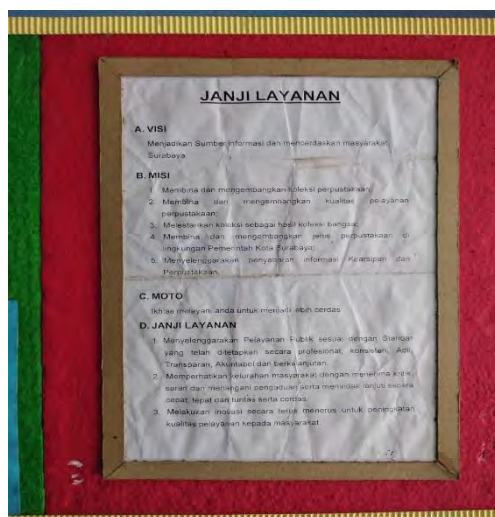 JANJI LAYANAN
A. VISI
Menjadikan Sumber Informasi dan mencerdaskan masyarakat
Surabaya
B. MISI
1. Membina dan mengembangkan koleksi perpustakaan;
2. Membina dan mengembangkan kualitas pelayanan
perpustakaan;
3. Melestarikan koleksi sebagai hasil koleksi bangsa;
4. Membina dan mengembangkan jenis perpustakaan di
lingkungan Pemerintah Kota Surabaya;
5. Menyelenggarakan penyebaran informasi Kearsipan dan
Perpustakaan.
C. MOTO
Ikhlas melayani anda untuk menjadi lebih cerdas
D. JANJI LAYANAN
1. Menyelenggarakan Pelayanan Publik sesuai dengan Standar
yang telah ditetapkan secara profesional, konsisten, Adil,
Transparan, Akuntabel dan berkelanjutan.
2. Memperhatikan keluhan masyarakat dengan menerima kritik,
saran dan menangani pengaduan serta menindak lanjuti secara
cepat, tepat dan tuntas serta cerdas.
3. Melakukan inovasi secara terus menerus untuk peningkatan
kualitas pelayanan kepada masyarakat.